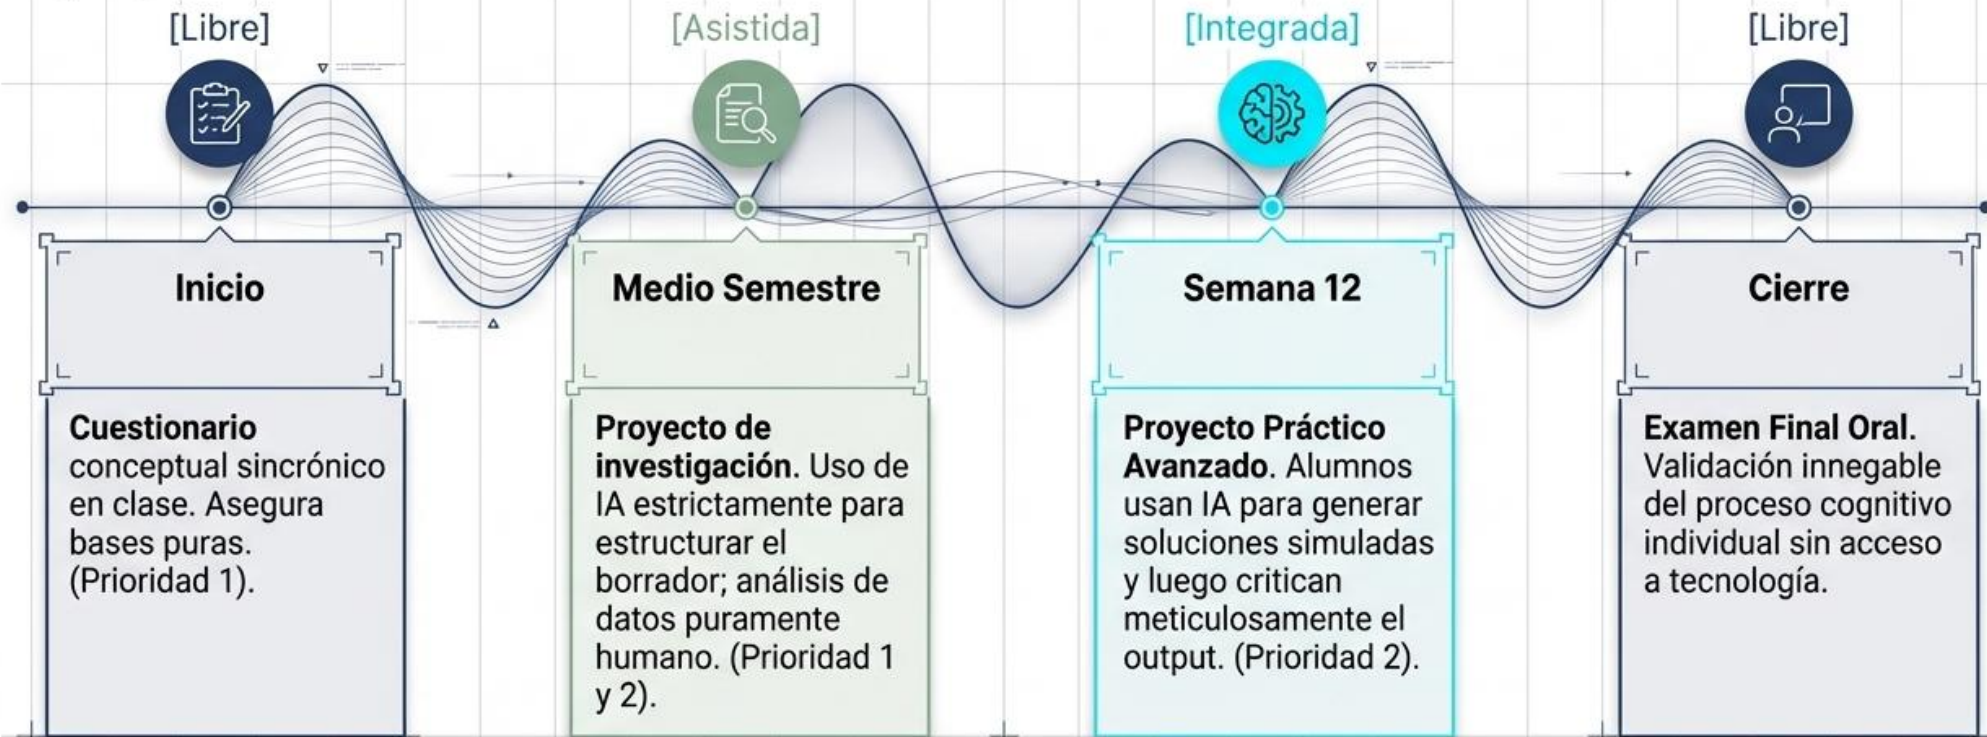 [Libre]
[Asistida]
[Integrada]
[Libre]
Inicio
Cuestionario
conceptual sincrónico
en clase. Asegura
bases puras.
(Prioridad 1).
Medio Semestre
Proyecto de
investigación. Uso de
IA estrictamente para
estructurar el
borrador; análisis de
datos puramente
humano. (Prioridad 1
y 2).
Semana 12
Proyecto Práctico
Avanzado. Alumnos
usan IA para generar
soluciones simuladas
y luego critican
meticulosamente el
output. (Prioridad 2).
Cierre
Examen Final Oral.
Validación innegable
del proceso cognitivo
individual sin acceso
a tecnología.